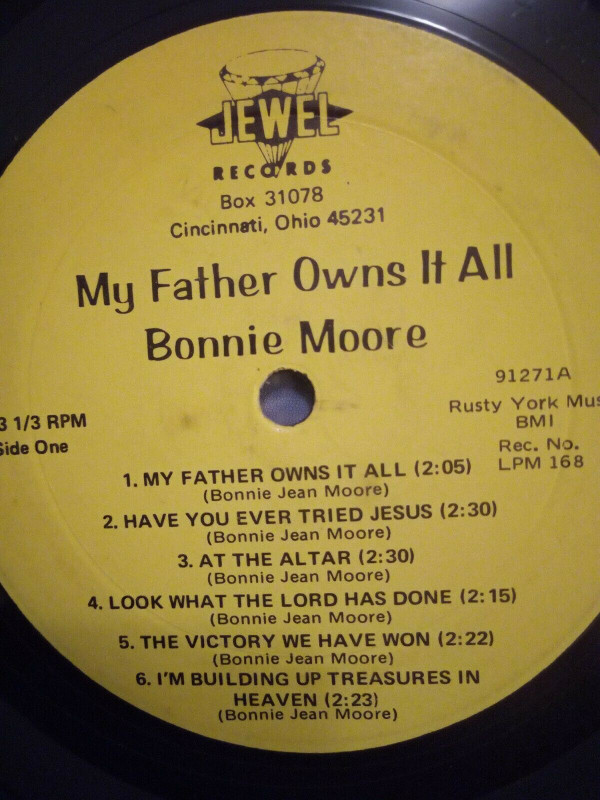 JEWEL
RECORDS
Box 31078
Cincinnati, Ohio 45231
My Father Owns It All
Bonnie Moore
91271A
Rusty York Mus
BMI
3 1/3 RPM
Side One
Rec. No.
LPM 168
1. MY FATHER OWNS IT ALL (2:05)
(Bonnie Jean Moore)
2. HAVE YOU EVER TRIED JESUS (2:30)
(Bonnie Jean Moore)
3. AT THE ALTAR (2:30)
(Bonnie Jean Moore)
4. LOOK WHAT THE LORD HAS DONE (2:15)
(Bonnie Jean Moore)
5. THE VICTORY WE HAVE WON (2:22)
(Bonnie Jean Moore)
6. I'M BUILDING UP TREASURES IN
HEAVEN (2:23)
(Bonnie Jean Moore)